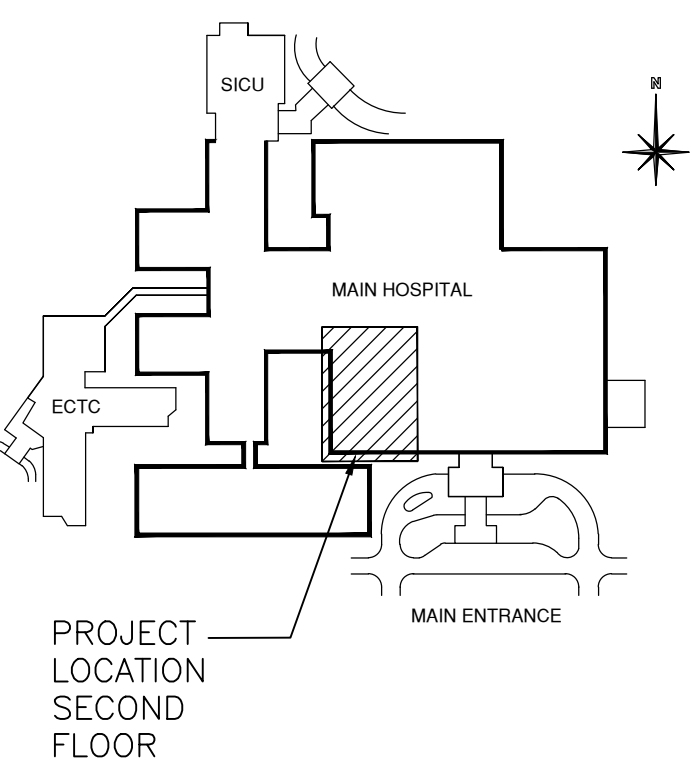 SICU
N
MAIN HOSPITAL
ECTC
MAIN ENTRANCE
PROJECT
LOCATION
SECOND
FLOOR